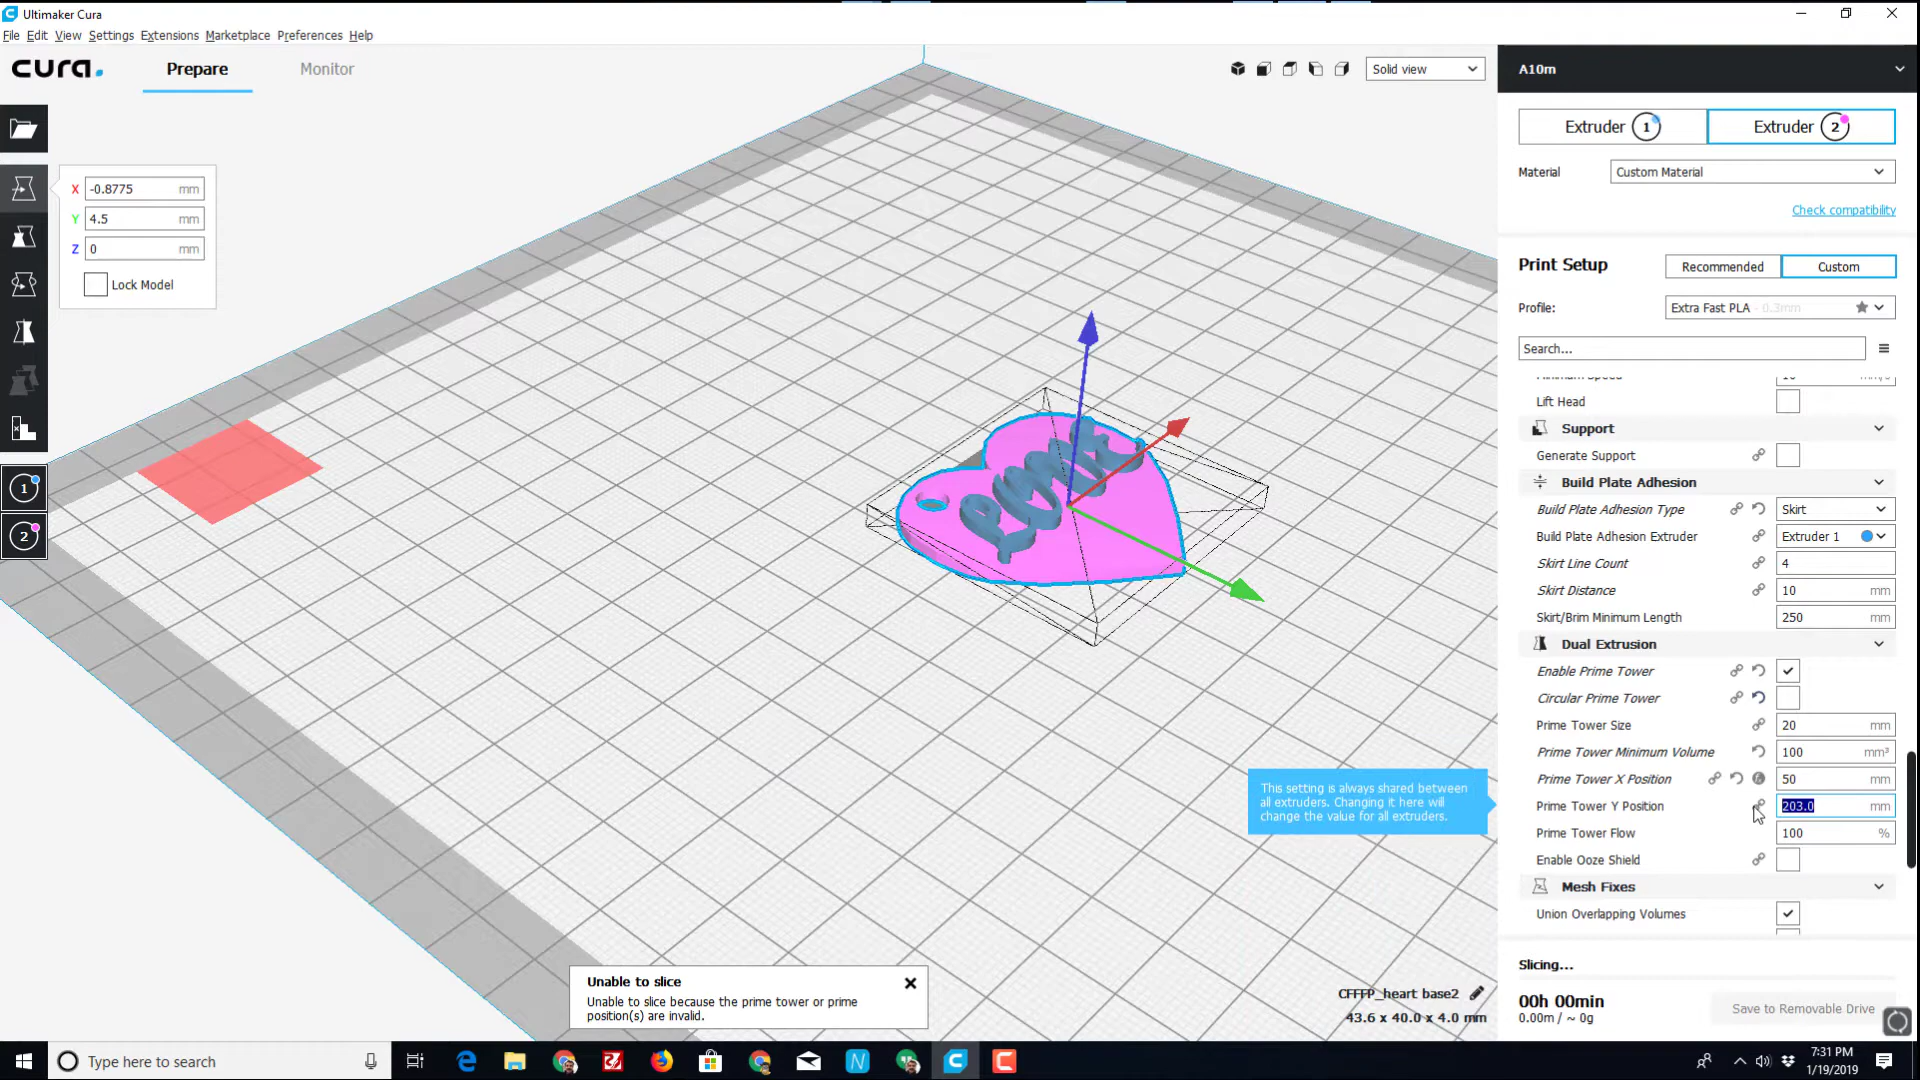 Ultimaker Cura
File Edit View Settings Extensions Marketplace Preferences Help
cura.
Prepare
Monitor
Solid view
A10m
X -0.8775 mm
Y 4.5 mm
Z 0 mm
Lock Model
1
2
Extruder 1
Extruder 2
Material
Custom Material
Check compatibility
Print Setup
Recommended
Custom
Profile:
Extra Fast PLA - 0.3mm
Search...
Minimum Speed 10 mm/s
Lift Head
Support
Generate Support
Build Plate Adhesion
Build Plate Adhesion Type Skirt
Build Plate Adhesion Extruder Extruder 1
Skirt Line Count 4
Skirt Distance 10 mm
Skirt/Brim Minimum Length 250 mm
Dual Extrusion
Enable Prime Tower
Circular Prime Tower
Prime Tower Size 20 mm
Prime Tower Minimum Volume 100 mm³
Prime Tower X Position 50 mm
Prime Tower Y Position 203.0 mm
Prime Tower Flow 100 %
Enable Ooze Shield
Mesh Fixes
Union Overlapping Volumes
This setting is always shared between
all extruders. Changing it here will
change the value for all extruders.
Unable to slice
Unable to slice because the prime tower or prime
position(s) are invalid.
CFFFP_heart base2
43.6 x 40.0 x 4.0 mm
Slicing...
00h 00min
0.00m / ~ 0g
Save to Removable Drive
Type here to search
7:31 PM
1/19/2019